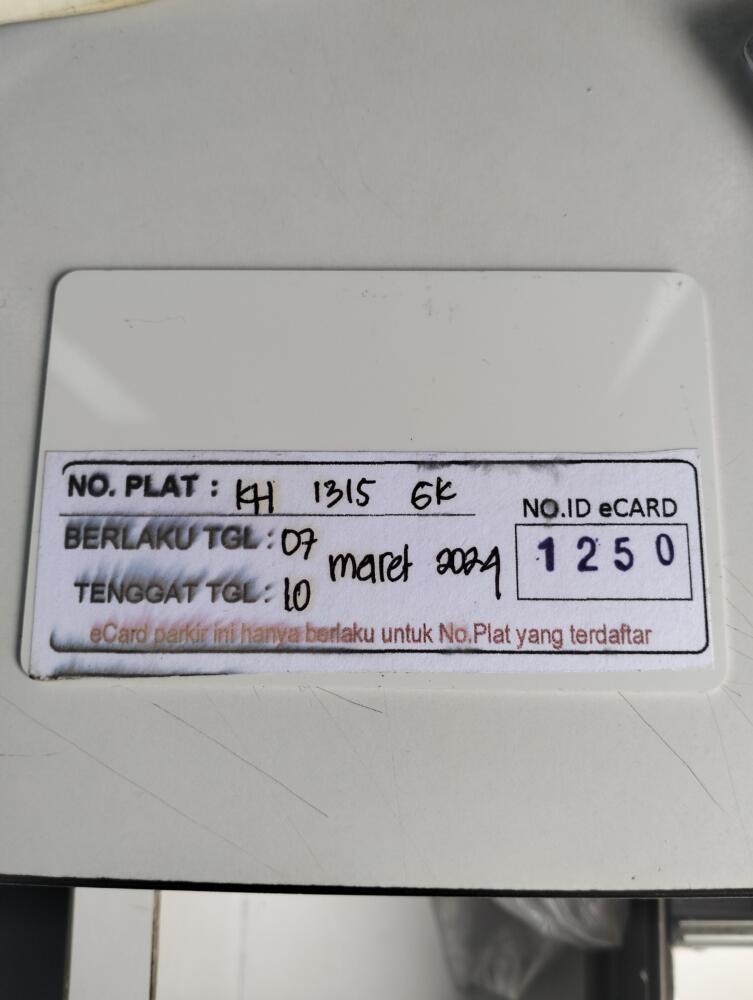 NO. PLAT : KH 1315 GK
NO.ID eCARD
BERLAKU TGL : 07
maret 2024
1250
TENGGAT TGL : 10
eCard parkir ini hanya berlaku untuk No.Plat yang terdaftar